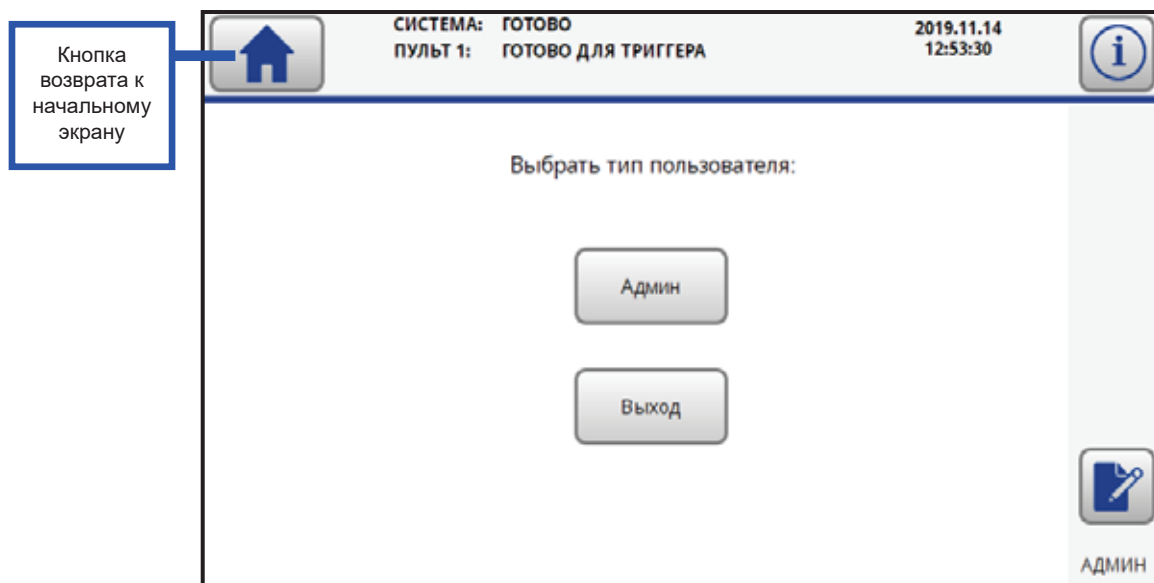 Кнопка
возврата к
начальному
экрану
СИСТЕМА: ГОТОВО
ПУЛЬТ 1: ГОТОВО ДЛЯ ТРИГГЕРА
2019.11.14
12:53:30
i
Выбрать тип пользователя:
Админ
Выход
АДМИН